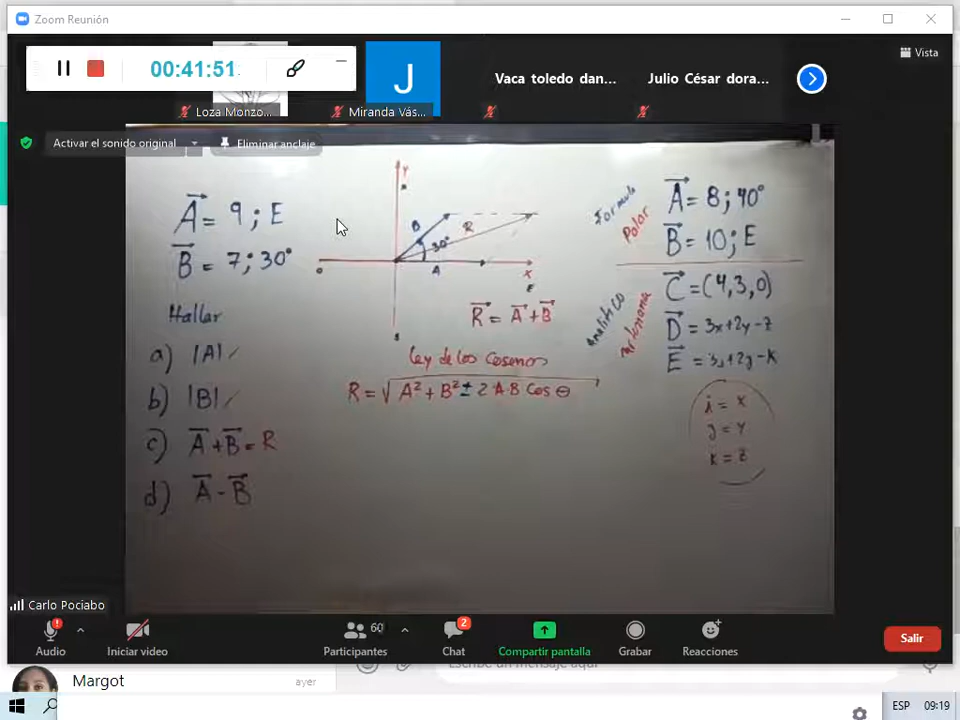 Zoom Reunión
Vista
00:41:51
J
Vaca toledo dan...
Julio César dora...
Loza Monzo...
Miranda Vás...
Activar el sonido original
Eliminar anclaje
A = 9 ; E
B = 7 ; 30°
Hallar
a) |A|
b) |B|
c) A + B = R
d) A - B
Y
B
30°
R
O
A
X
E
R = A + B
Ley de los Cosenos
R = √A² + B² ± 2 A·B Cos θ
Formula
Polar
A = 8 ; 40°
B = 10 ; E
analitico
C = (4,3,0)
D = 3x+2y-z
E = 3i+2j-k
i = x
j = y
k = z
Carlo Pociabo
60
2
Audio
Iniciar video
Participantes
Chat
Compartir pantalla
Grabar
Reacciones
Salir
Escribe un mensaje aquí
Margot
ayer
ESP
09:19